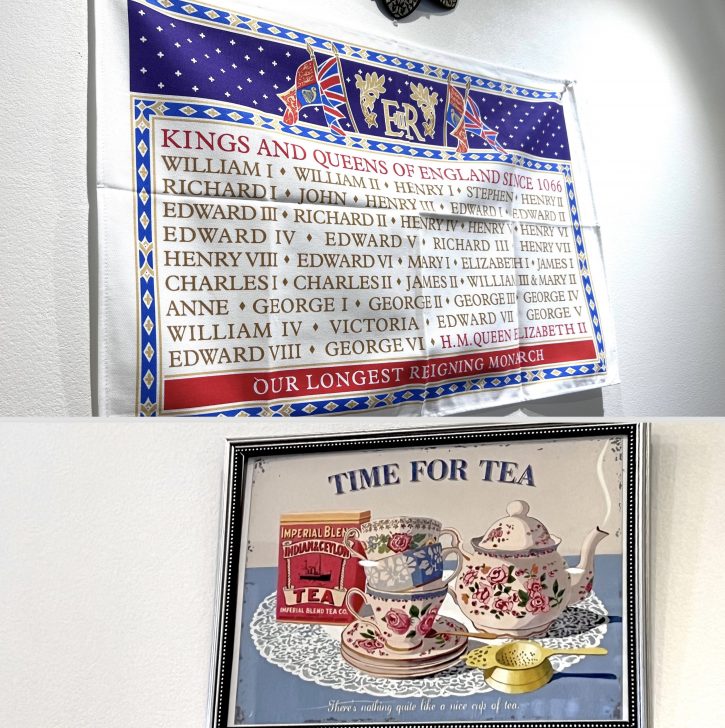 EIIR
KINGS AND QUEENS OF ENGLAND SINCE 1066
WILLIAM I ♦ WILLIAM II ♦ HENRY I ♦ STEPHEN ♦ HENRY II
RICHARD I ♦ JOHN ♦ HENRY III ♦ EDWARD I ♦ EDWARD II
EDWARD III ♦ RICHARD II ♦ HENRY IV ♦ HENRY V ♦ HENRY VI
EDWARD IV ♦ EDWARD V ♦ RICHARD III ♦ HENRY VII
HENRY VIII ♦ EDWARD VI ♦ MARY I ♦ ELIZABETH I ♦ JAMES I
CHARLES I ♦ CHARLES II ♦ JAMES II ♦ WILLIAM III & MARY II
ANNE ♦ GEORGE I ♦ GEORGE II ♦ GEORGE III ♦ GEORGE IV
WILLIAM IV ♦ VICTORIA ♦ EDWARD VII ♦ GEORGE V
EDWARD VIII ♦ GEORGE VI ♦ H.M. QUEEN ELIZABETH II
OUR LONGEST REIGNING MONARCH
TIME FOR TEA
IMPERIAL BLEND
INDIAN & CEYLON
TEA
IMPERIAL BLEND TEA CO.
There's nothing quite like a nice cup of tea.